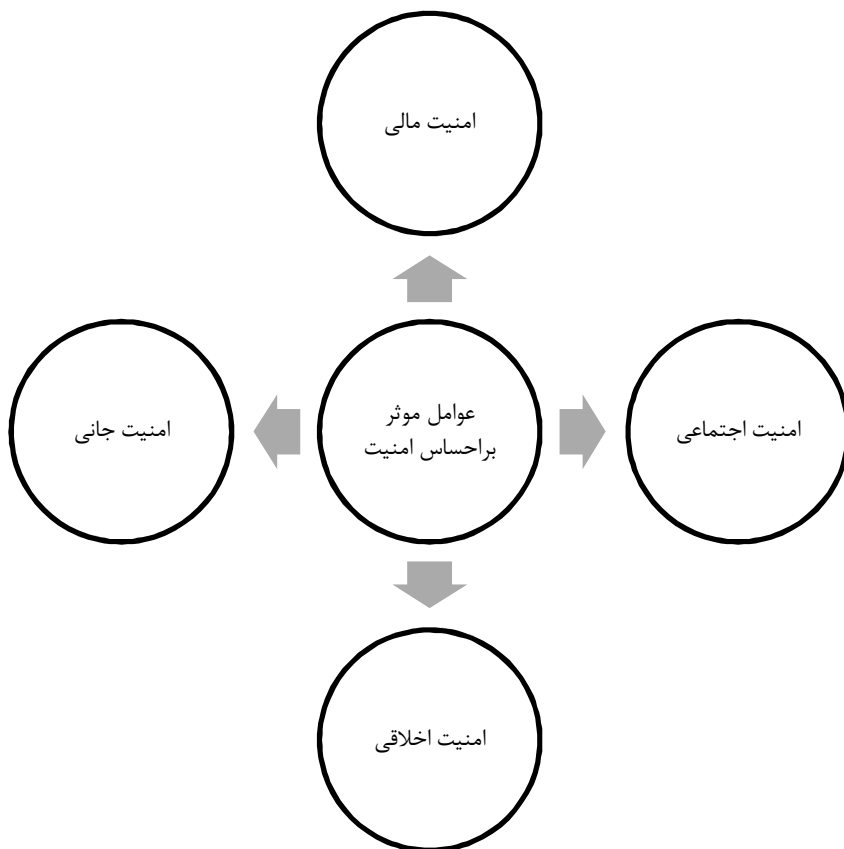 امنیت مالی
امنیت اجتماعی
عوامل موثر
براحساس امنیت
امنیت جانی
امنیت اخلاقی